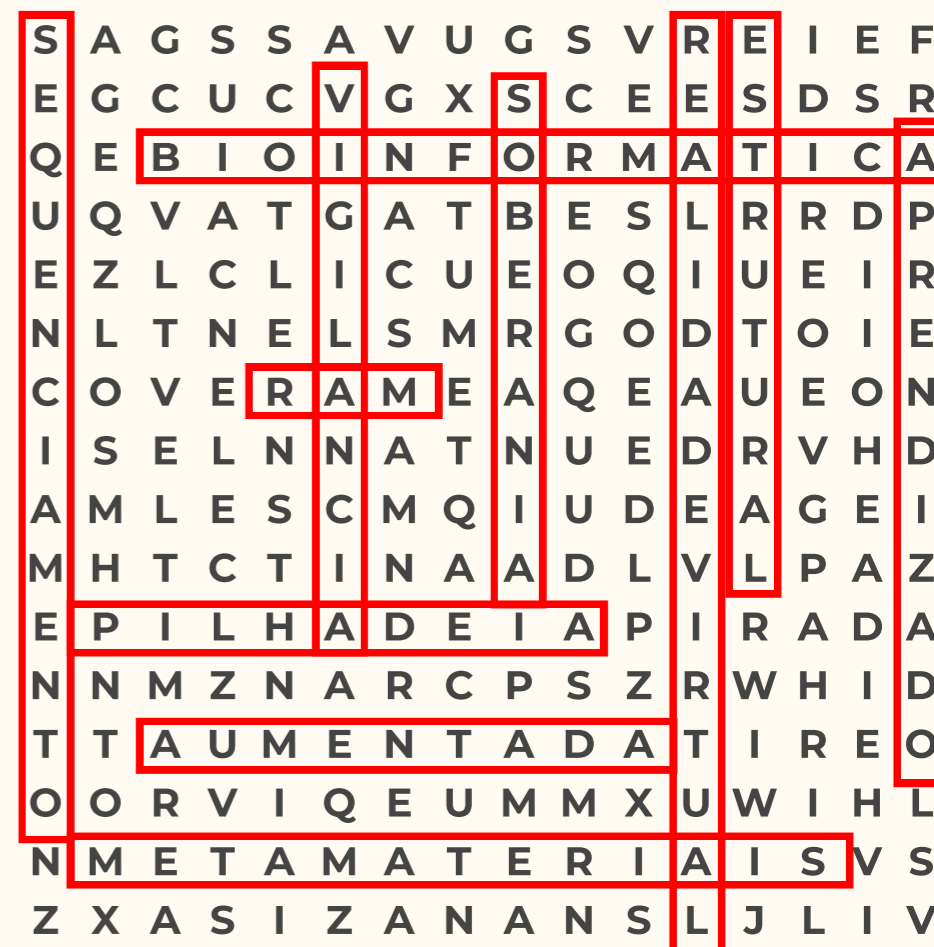 S A G S S A V U G S V R E I E F
E G C U C V G X S C E E S D S R
Q E B I O I N F O R M A T I C A
U Q V A T G A T B E S L R R D P
E Z L C L I C U E O Q I U E I R
N L T N E L S M R G O D T O I E
C O V E R A M E A Q E A U E O N
I S E L N N A T N U E D R V H D
A M L E S C M Q I U D E A G E I
M H T C T I N A A D L V L P A Z
E P I L H A D E I A P I R A D A
N N M Z N A R C P S Z R W H I D
T T A U M E N T A D A T I R E O
O O R V I Q E U M M X U W I H L
N M E T A M A T E R I A I S V S
Z X A S I Z A N A N S L J L I V